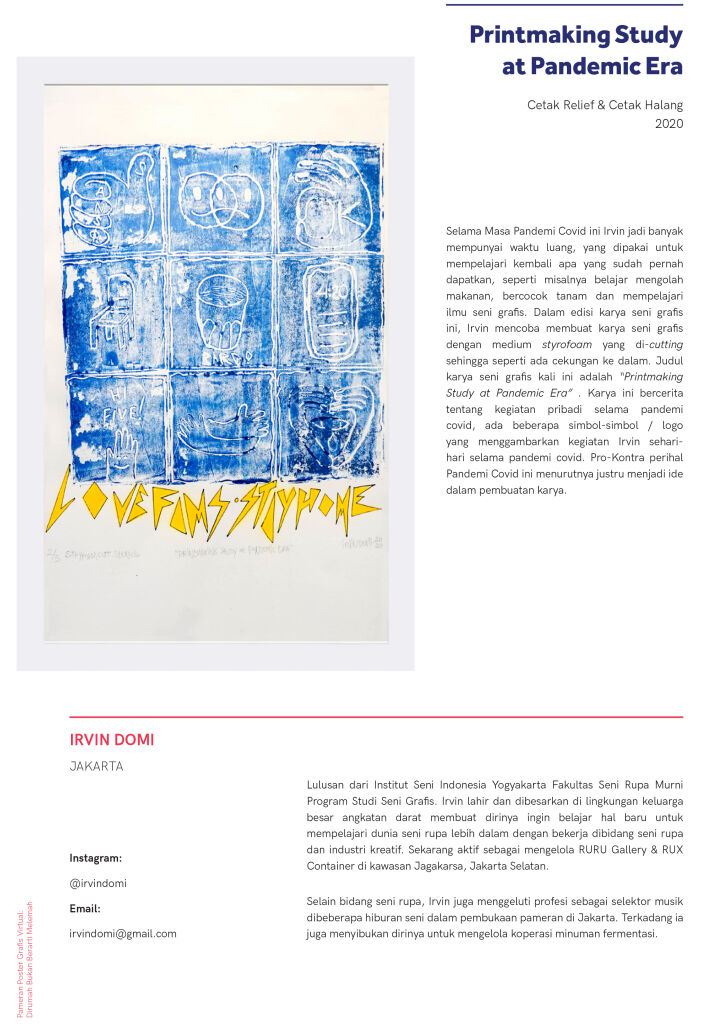 Printmaking Study
at Pandemic Era
Cetak Relief & Cetak Halang
2020
HI
FIVE!
LOVE FAMS·STAYHOME
"PRINTMAKING STUDY at PANDEMIC ERA"
Selama Masa Pandemi Covid ini Irvin jadi banyak
mempunyai waktu luang, yang dipakai untuk
mempelajari kembali apa yang sudah pernah
dapatkan, seperti misalnya belajar mengolah
makanan, bercocok tanam dan mempelajari
ilmu seni grafis. Dalam edisi karya seni grafis
ini, Irvin mencoba membuat karya seni grafis
dengan medium styrofoam yang di-cutting
sehingga seperti ada cekungan ke dalam. Judul
karya seni grafis kali ini adalah "Printmaking
Study at Pandemic Era" . Karya ini bercerita
tentang kegiatan pribadi selama pandemi
covid, ada beberapa simbol-simbol / logo
yang menggambarkan kegiatan Irvin sehari-
hari selama pandemi covid. Pro-Kontra perihal
Pandemi Covid ini menurutnya justru menjadi ide
dalam pembuatan karya.
IRVIN DOMI
JAKARTA
Instagram:
@irvindomi
Email:
irvindomi@gmail.com
Lulusan dari Institut Seni Indonesia Yogyakarta Fakultas Seni Rupa Murni
Program Studi Seni Grafis. Irvin lahir dan dibesarkan di lingkungan keluarga
besar angkatan darat membuat dirinya ingin belajar hal baru untuk
mempelajari dunia seni rupa lebih dalam dengan bekerja dibidang seni rupa
dan industri kreatif. Sekarang aktif sebagai mengelola RURU Gallery & RUX
Container di kawasan Jagakarsa, Jakarta Selatan.
Selain bidang seni rupa, Irvin juga menggeluti profesi sebagai selektor musik
dibeberapa hiburan seni dalam pembukaan pameran di Jakarta. Terkadang ia
juga menyibukan dirinya untuk mengelola koperasi minuman fermentasi.
Pameran Poster Grafis Virtual:
Dirumah Bukan Berarti Melemah